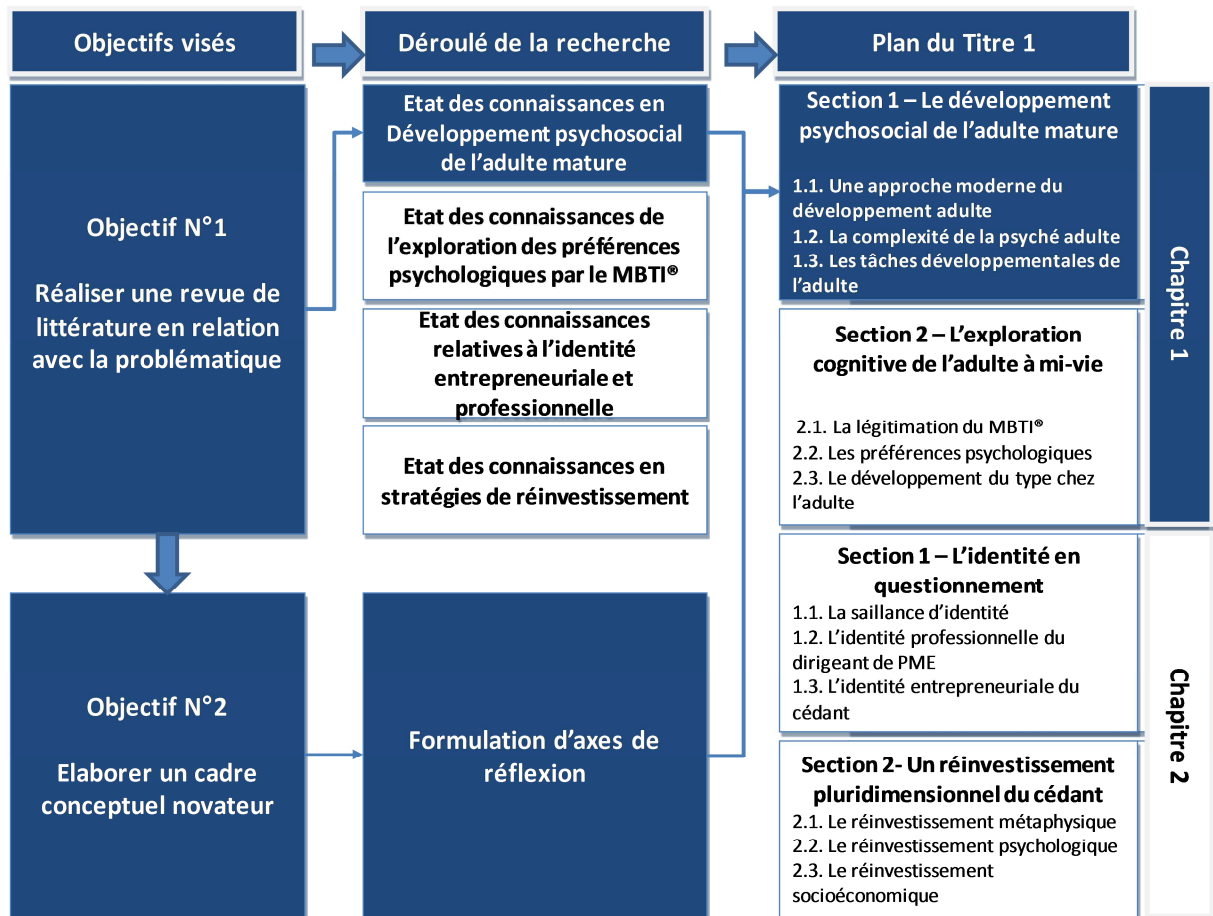 Objectifs visés
Déroulé de la recherche
Plan du Titre 1
Objectif N°1
Réaliser une revue de
littérature en relation
avec la problématique
Objectif N°2
Elaborer un cadre
conceptuel novateur
Etat des connaissances en
Développement psychosocial
de l’adulte mature
Etat des connaissances de
l’exploration des préférences
psychologiques par le MBTI®
Etat des connaissances
relatives à l’identité
entrepreneuriale et
professionnelle
Etat des connaissances en
stratégies de réinvestissement
Formulation d’axes de
réflexion
Section 1 – Le développement
psychosocial de l’adulte mature
1.1. Une approche moderne du
développement adulte
1.2. La complexité de la psyché adulte
1.3. Les tâches développementales de
l’adulte
Section 2 – L’exploration
cognitive de l’adulte à mi-vie
2.1. La légitimation du MBTI®
2.2. Les préférences psychologiques
2.3. Le développement du type chez
l’adulte
Chapitre 1
Section 1 – L’identité en
questionnement
1.1. La saillance d’identité
1.2. L’identité professionnelle du
dirigeant de PME
1.3. L’identité entrepreneuriale du
cédant
Section 2- Un réinvestissement
pluridimensionnel du cédant
2.1. Le réinvestissement métaphysique
2.2. Le réinvestissement psychologique
2.3. Le réinvestissement
socioéconomique
Chapitre 2